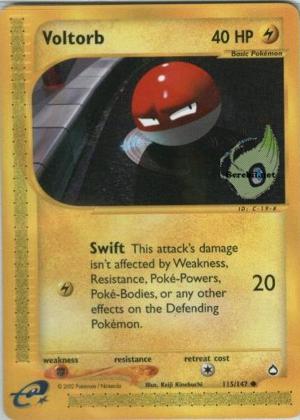 Voltorb 40 HP
Basic Pokémon
Serebii.net
ID: C-19-#
Swift This attack's damage
isn't affected by Weakness,
Resistance, Poké-Powers,
Poké-Bodies, or any other
effects on the Defending
Pokémon.
20
weakness resistance retreat cost
© 2002 Pokémon / Nintendo Illus. Keiji Kinebuchi 115/147
e